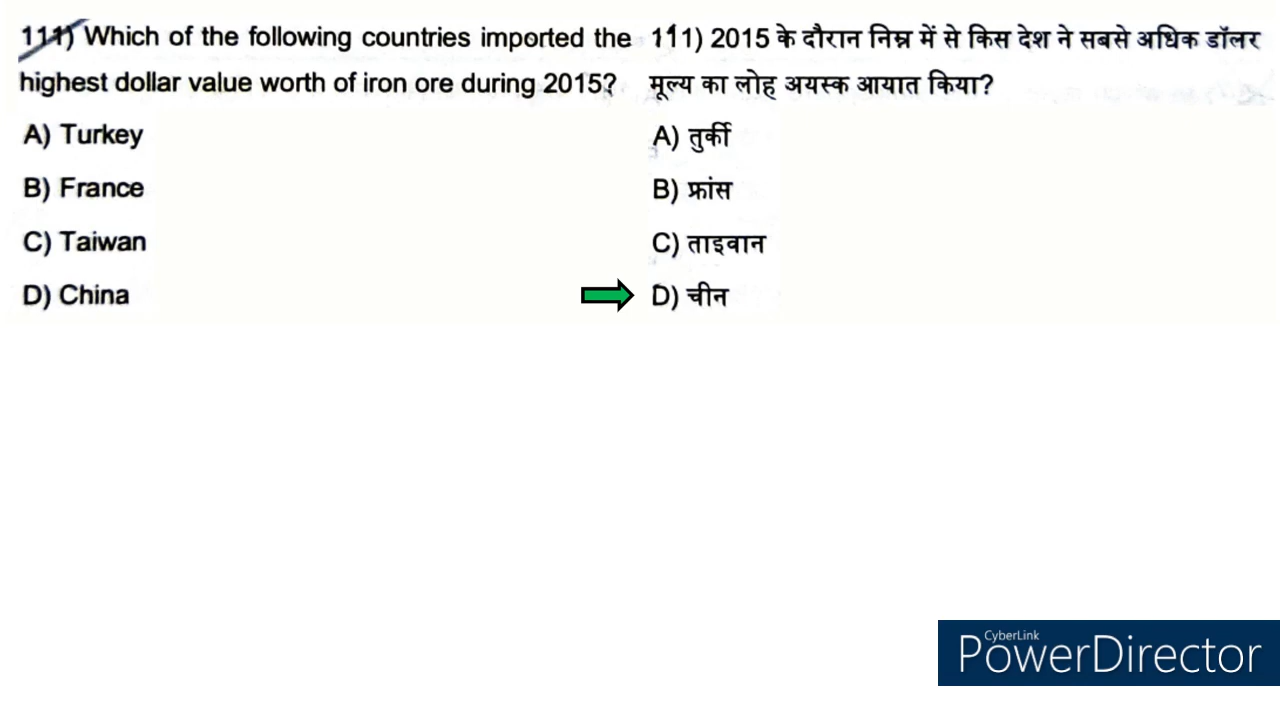 111) Which of the following countries imported the
highest dollar value worth of iron ore during 2015?
A) Turkey
B) France
C) Taiwan
D) China
111) 2015 के दौरान निम्न में से किस देश ने सबसे अधिक डॉलर
मूल्य का लोह अयस्क आयात किया?
A) तुर्की
B) फ्रांस
C) ताइवान
D) चीन
CyberLink
PowerDirector